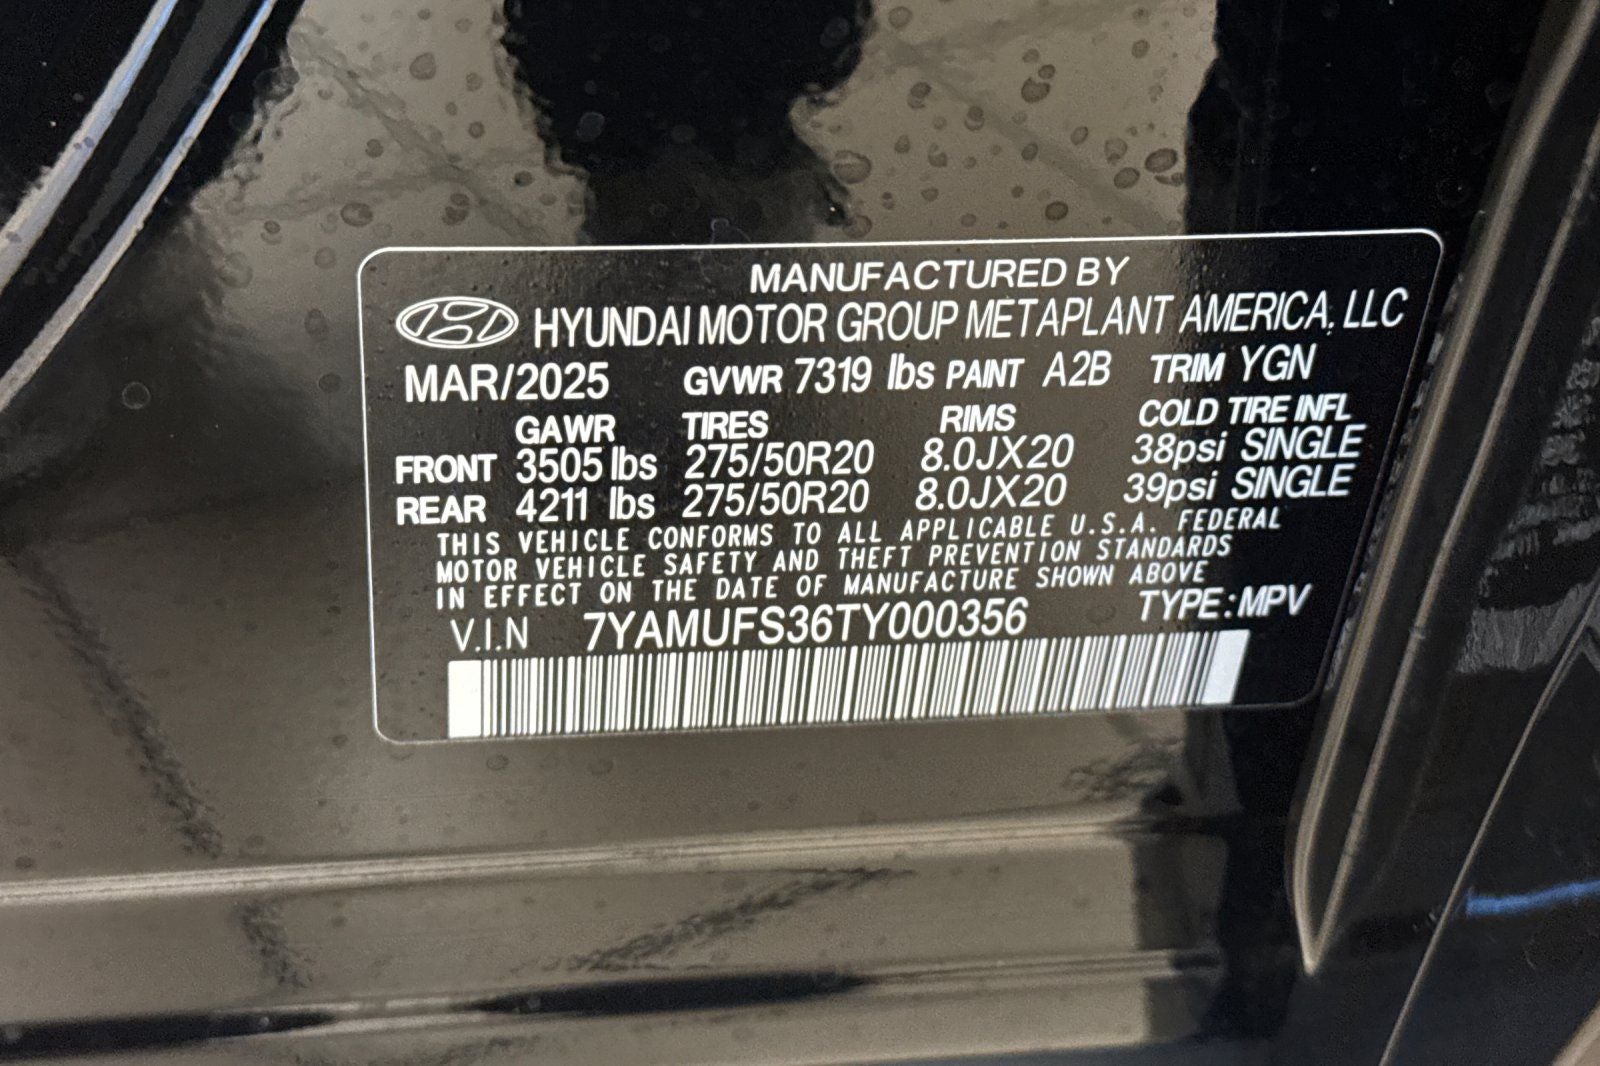 MANUFACTURED BY
HYUNDAI MOTOR GROUP METAPLANT AMERICA, LLC
MAR/2025 GVWR 7319 lbs PAINT A2B TRIM YGN
GAWR TIRES RIMS COLD TIRE INFL
FRONT 3505 lbs 275/50R20 8.0JX20 38psi SINGLE
REAR 4211 lbs 275/50R20 8.0JX20 39psi SINGLE
THIS VEHICLE CONFORMS TO ALL APPLICABLE U.S.A. FEDERAL
MOTOR VEHICLE SAFETY AND THEFT PREVENTION STANDARDS
IN EFFECT ON THE DATE OF MANUFACTURE SHOWN ABOVE
V.I.N 7YAMUFS36TY000356 TYPE:MPV